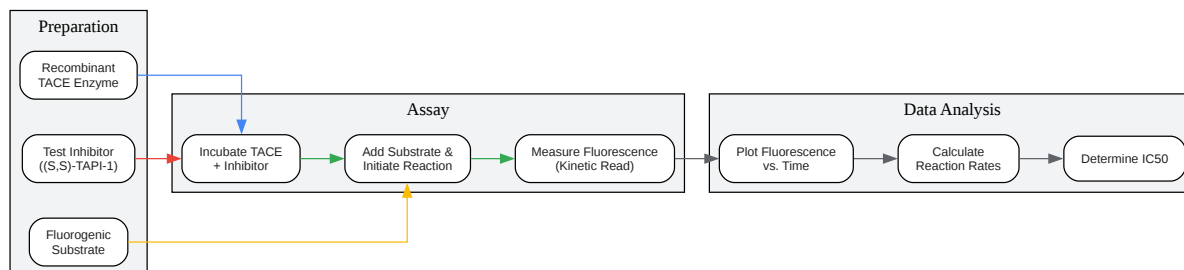 Preparation
Recombinant
TACE Enzyme
Test Inhibitor
((S,S)-TAPI-1)
Fluorogenic
Substrate
Assay
Incubate TACE
+ Inhibitor
Add Substrate &
Initiate Reaction
Measure Fluorescence
(Kinetic Read)
Data Analysis
Plot Fluorescence
vs. Time
Calculate
Reaction Rates
Determine IC50